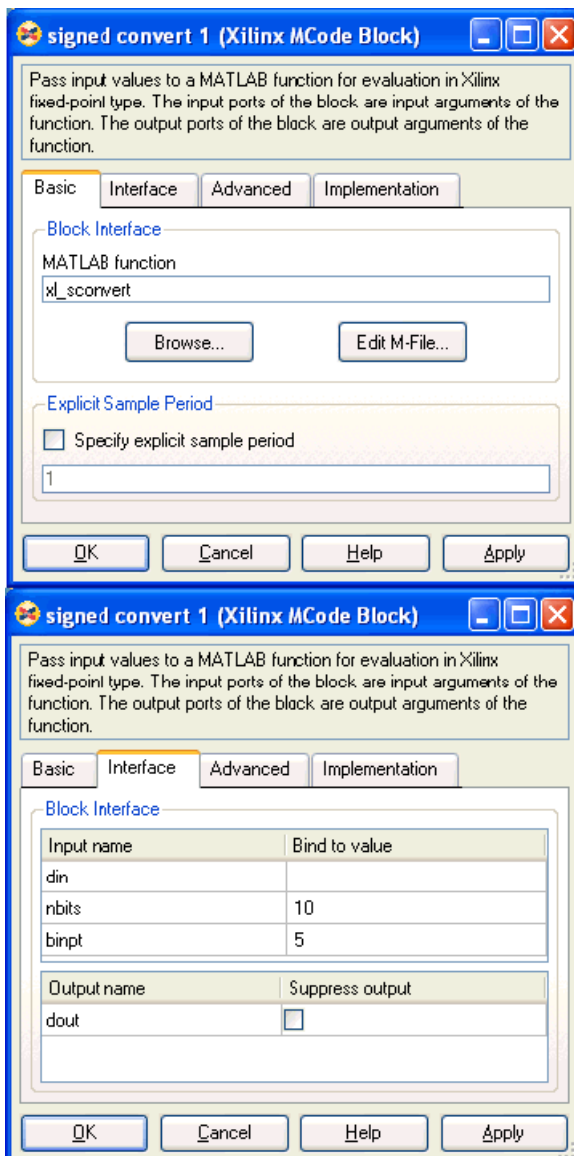 signed convert 1 (Xilinx MCode Block)
Pass input values to a MATLAB function for evaluation in Xilinx
fixed-point type. The input ports of the block are input arguments of the
function. The output ports of the block are output arguments of the
function.
Basic Interface Advanced Implementation
Block Interface
MATLAB function
xl_sconvert
Browse... Edit M-File...
Explicit Sample Period
Specify explicit sample period
1
OK Cancel Help Apply
signed convert 1 (Xilinx MCode Block)
Pass input values to a MATLAB function for evaluation in Xilinx
fixed-point type. The input ports of the block are input arguments of the
function. The output ports of the block are output arguments of the
function.
Basic Interface Advanced Implementation
Block Interface
Input name Bind to value
din
nbits 10
binpt 5
Output name Suppress output
dout
OK Cancel Help Apply